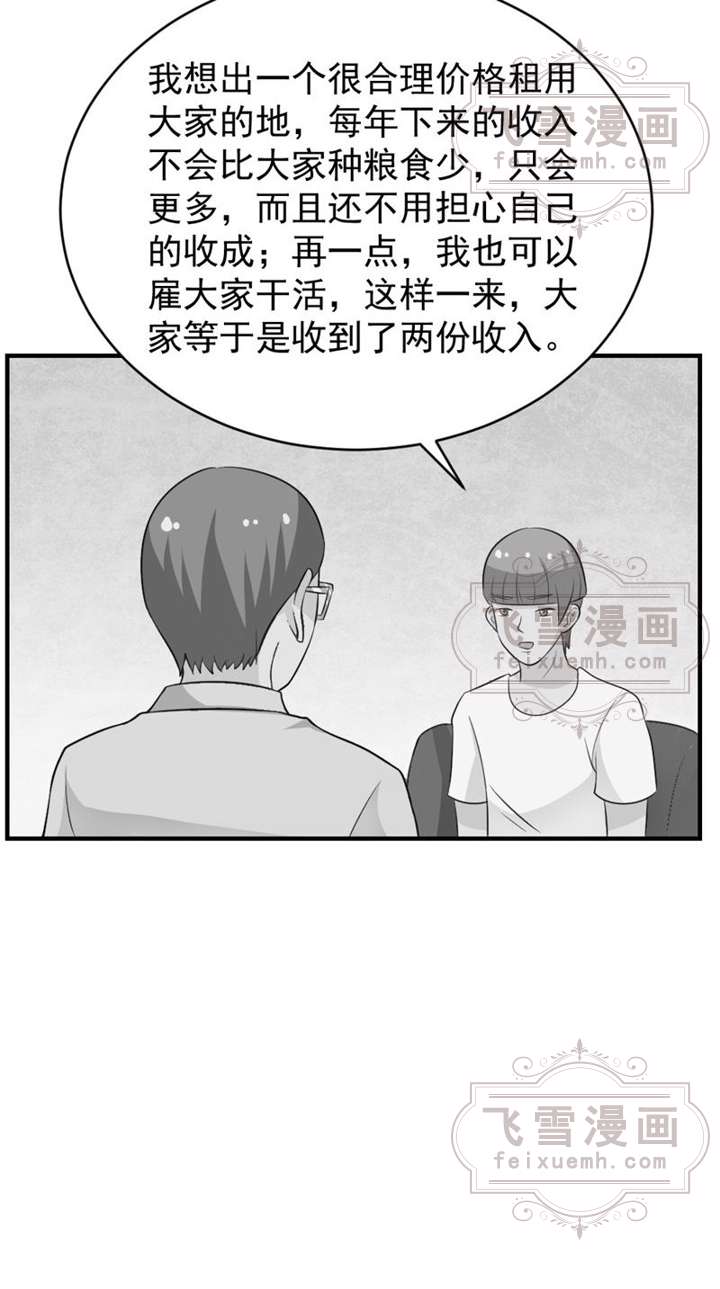 我想出一个很合理价格租用
大家的地，每年下来的收入
不会比大家种粮食少，只会
更多，而且还不用担心自己
的收成；再一点，我也可以
雇大家干活，这样一来，大
家等于是收到了两份收入。
飞雪漫画
feixuemh.com
飞雪漫画
feixuemh.com
飞雪漫画
feixuemh.com